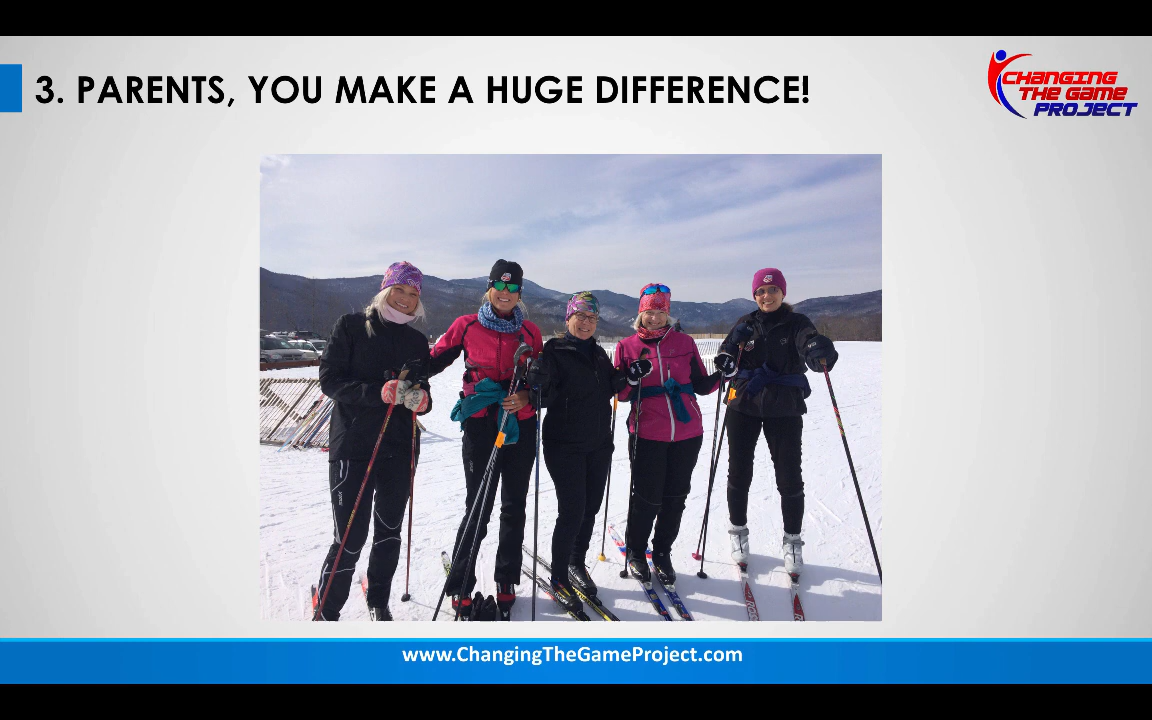 3. PARENTS, YOU MAKE A HUGE DIFFERENCE!
CHANGING
THE GAME
PROJECT
www.ChangingTheGameProject.com